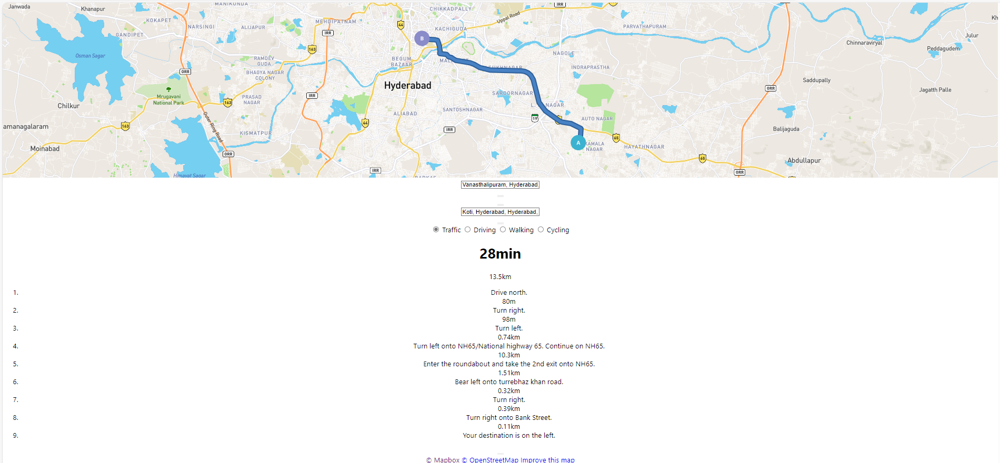 Janwada
Khanapur
MANIKUNDA
CHIKKADPALLY
IRR
Uppal Road
KOKAPET
NARSINGI
ALIJAPUR
MEHDIPATNAM
44
KACHIGUDA
PARVATHAPURAM
GANDIPET
IRR
B
Julur
Chinnaraviryal
Peddagudem
Osman Sagar
163
RAMDEV
GUDA
BEGUM
BAZAAR
NAGOLE
ORR
BHAGYA NAGAR
COLONY
INDRAPRASTHA
Hyderabad
Saddupally
Mrugavani
National Park
PRASAD
NAGAR
IRR
SAROORNAGAR
ORR
Jagatth Palle
163
Chilkur
NAGAR
ALIABAD
SANTOSHNAGAR
Outer Ring Road
19
AUTO NAGAR
amanagalaram
163
44
IRR
Balijaguda
KISMATPUR
65
Moinabad
A
KAMALA
NAGAR
HAYATHNAGAR
ORR
65
Abdullapur
Himayat Sagar
IRR
ORR
Vanasthalipuram, Hyderabad
Koti, Hyderabad, Hyderabad,
Traffic Driving Walking Cycling
28min
13.5km
1. Drive north.
80m
2. Turn right.
98m
3. Turn left.
0.74km
4. Turn left onto NH65/National highway 65. Continue on NH65.
10.3km
5. Enter the roundabout and take the 2nd exit onto NH65.
1.51km
6. Bear left onto turrebhaz khan road.
0.32km
7. Turn right.
0.39km
8. Turn right onto Bank Street.
0.11km
9. Your destination is on the left.
© Mapbox © OpenStreetMap Improve this map